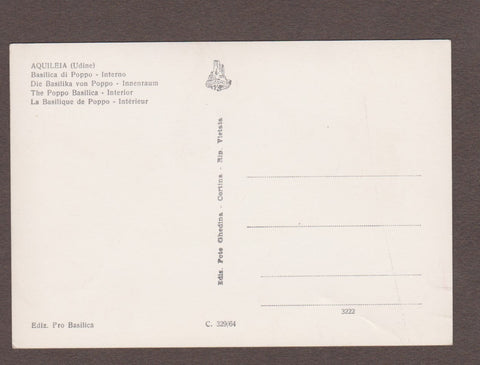 AQUILEIA (Udine)
Basilica di Poppo - Interno
Die Basilika von Poppo - Innenraum
The Poppo Basilica - Interior
La Basilique de Poppo - Intérieur
Ediz. Foto Ghedina - Cortina - Rip. Vietata
3222
Ediz. Pro Basilica
C. 329/64